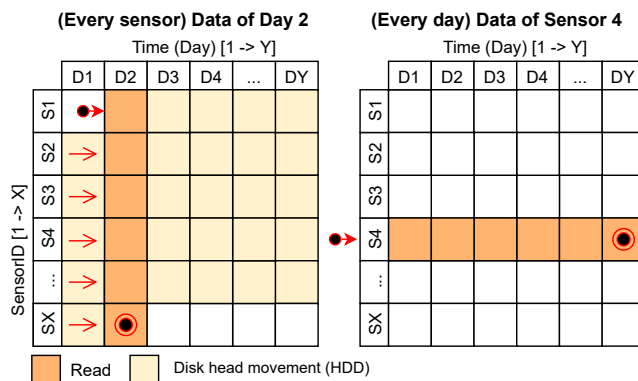 (Every sensor) Data of Day 2
Time (Day) [1 -> Y]
D1 D2 D3 D4 ... DY
SensorID [1 -> X]
S1
S2
S3
S4
...
SX
(Every day) Data of Sensor 4
Time (Day) [1 -> Y]
D1 D2 D3 D4 ... DY
S1
S2
S3
S4
...
SX
Read
Disk head movement (HDD)